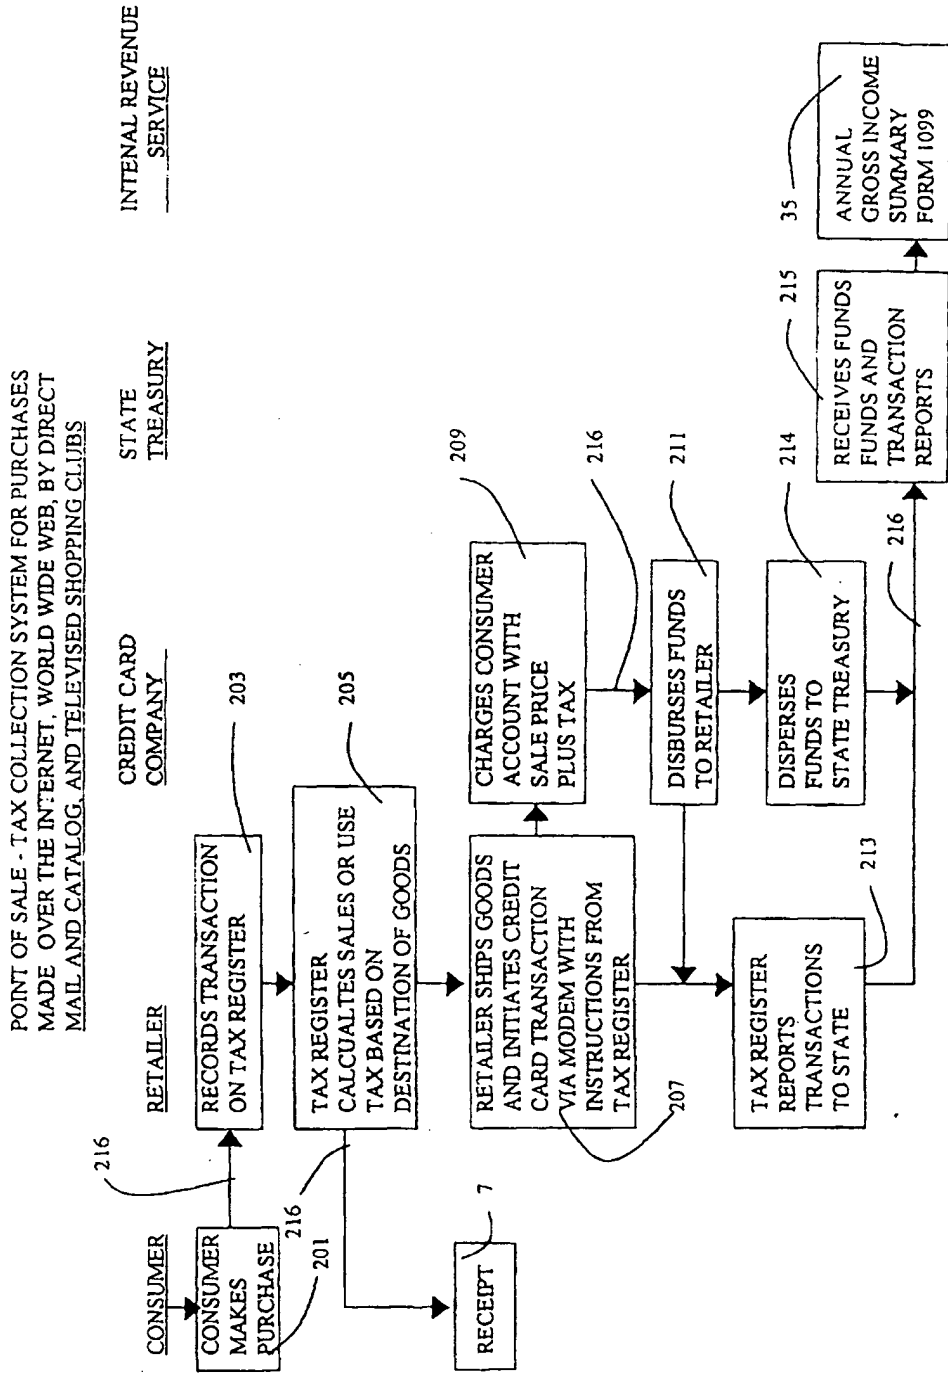 POINT OF SALE - TAX COLLECTION SYSTEM FOR PURCHASES
MADE OVER THE INTERNET, WORLD WIDE WEB, BY DIRECT
MAIL AND CATALOG, AND TELEVISED SHOPPING CLUBS
CONSUMER
RETAILER
CREDIT CARD
COMPANY
STATE
TREASURY
INTENAL REVENUE
SERVICE
CONSUMER
MAKES
PURCHASE
201
216
RECORDS TRANSACTION
ON TAX REGISTER
203
TAX REGISTER
CALCUALTES SALES OR USE
TAX BASED ON
DESTINATION OF GOODS
205
216
RECEIPT
7
RETAILER SHIPS GOODS
AND INITIATES CREDIT
CARD TRANSACTION
VIA MODEM WITH
INSTRUCTIONS FROM
TAX REGISTER
207
CHARGES CONSUMER
ACCOUNT WITH
SALE PRICE
PLUS TAX
209
216
DISBURSES FUNDS
TO RETAILER
211
TAX REGISTER
REPORTS
TRANSACTIONS
TO STATE
213
DISPERSES
FUNDS TO
STATE TREASURY
214
216
RECEIVES FUNDS
FUNDS AND
TRANSACTION
REPORTS
215
ANNUAL
GROSS INCOME
SUMMARY
FORM 1099
35